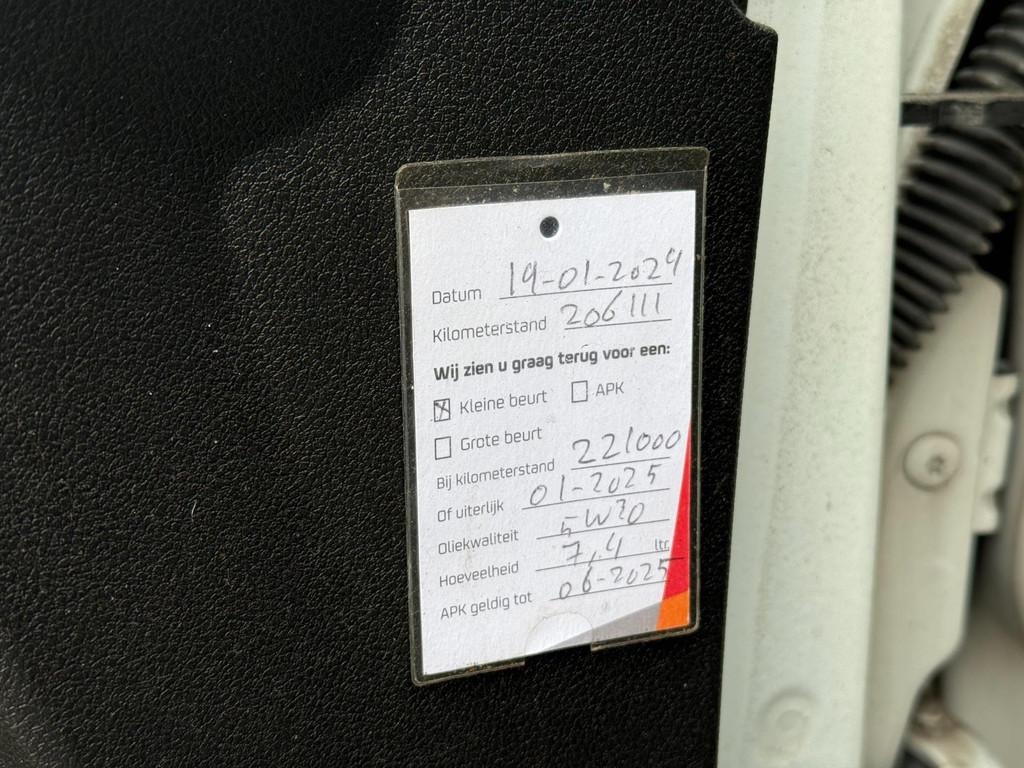 Datum 19-01-2024
Kilometerstand 206111
Wij zien u graag terug voor een:
Kleine beurt APK
Grote beurt
Bij kilometerstand 221000
Of uiterlijk 01-2025
Oliekwaliteit 5W30
Hoeveelheid 7,4 ltr.
APK geldig tot 06-2025